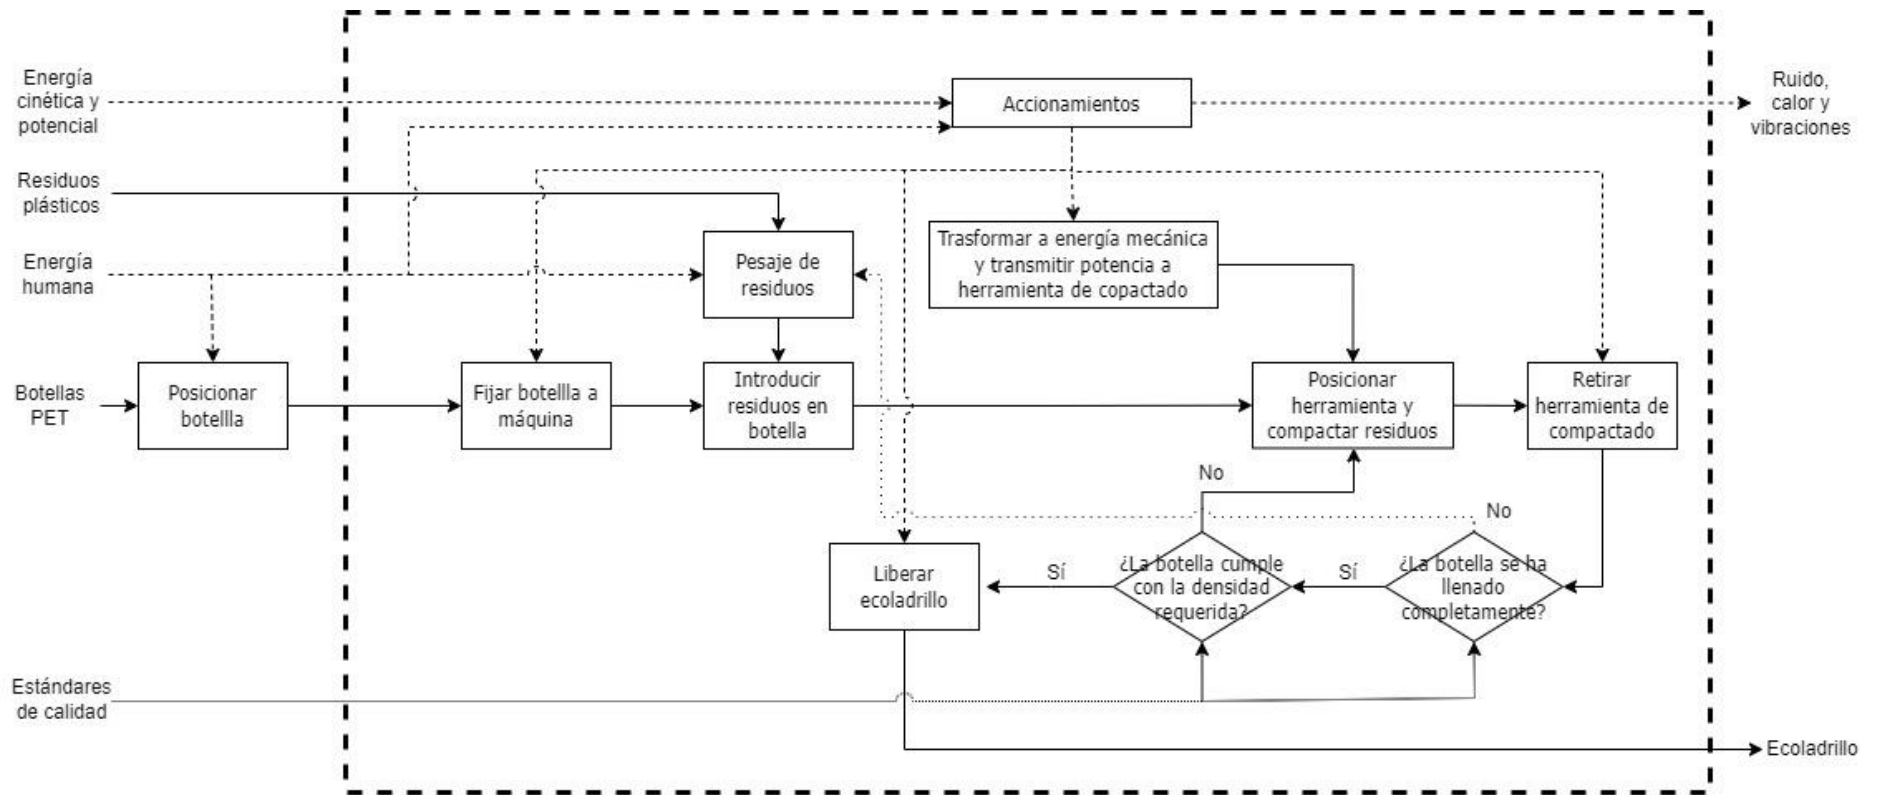 Energía
cinética y
potencial
Accionamientos
Ruido,
calor y
vibraciones
Residuos
plásticos
Energía
humana
Pesaje de
residuos
Trasformar a energía mecánica
y transmitir potencia a
herramienta de copactado
Botellas
PET
Posicionar
botellla
Fijar botellla a
máquina
Introducir
residuos en
botella
Posicionar
herramienta y
compactar residuos
Retirar
herramienta de
compactado
No
No
Liberar
ecoladrillo
Sí
¿La botella cumple
con la densidad
requerida?
Sí
¿La botella se ha
llenado
completamente?
Estándares
de calidad
Ecoladrillo